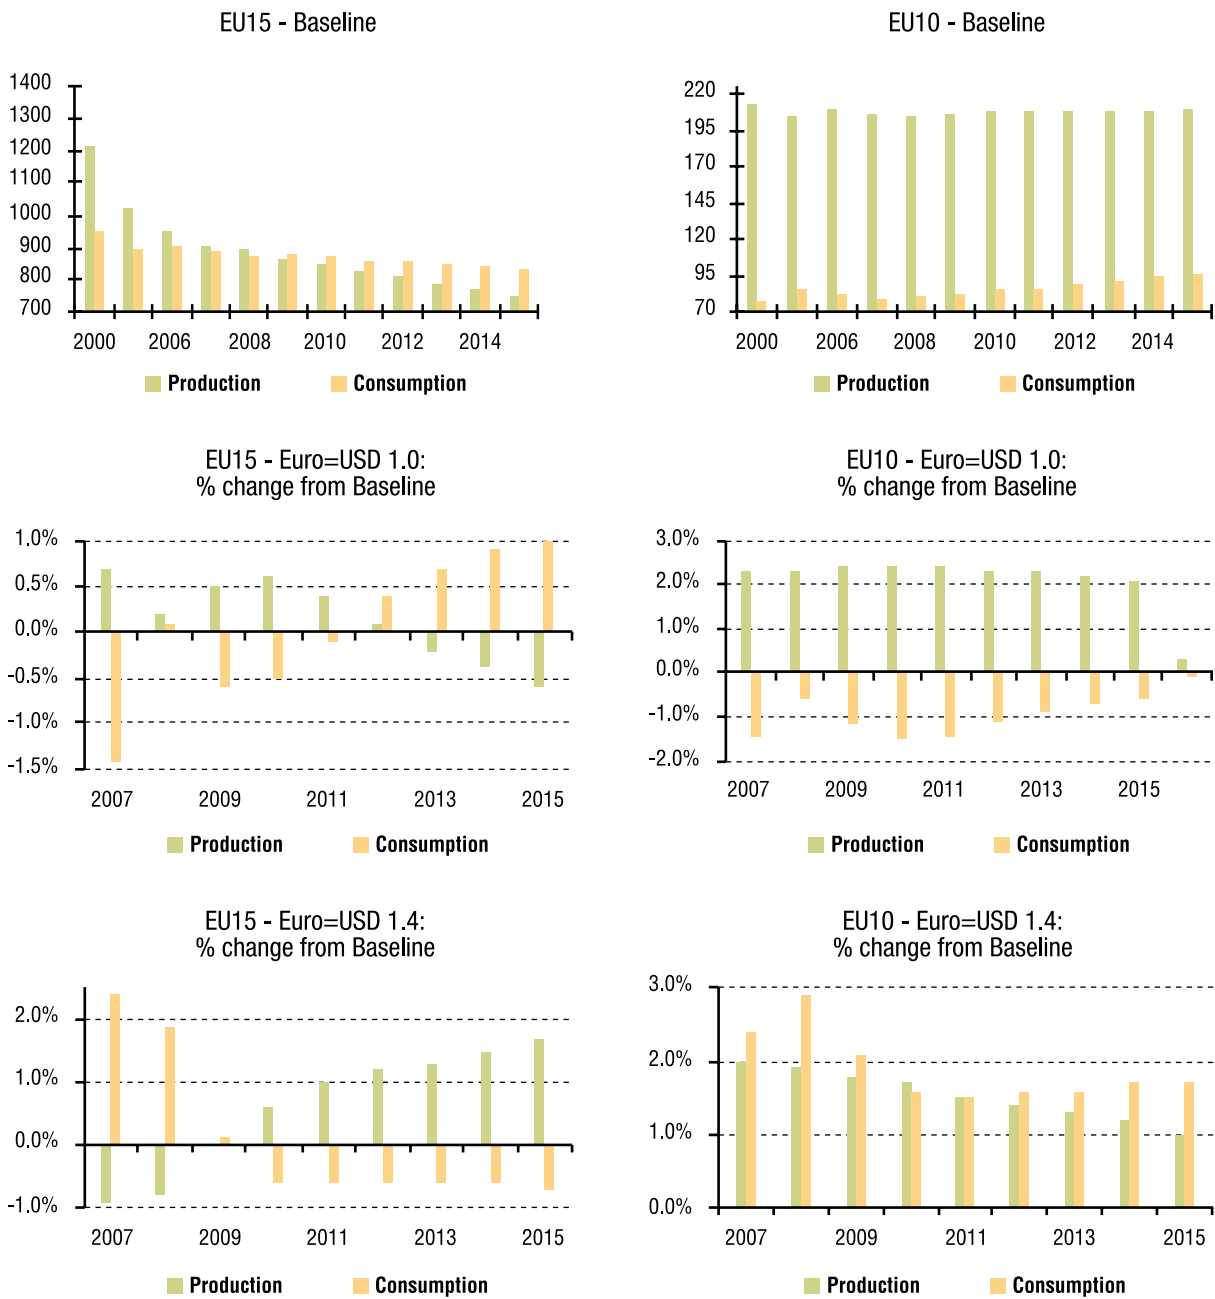 EU15 - Baseline
1400
1300
1200
1100
1000
900
800
700
2000 2006 2008 2010 2012 2014
Production Consumption
EU10 - Baseline
220
195
170
145
120
95
70
2000 2006 2008 2010 2012 2014
Production Consumption
EU15 - Euro=USD 1.0:
% change from Baseline
1.0%
0.5%
0.0%
-0.5%
-1.0%
-1.5%
2007 2009 2011 2013 2015
Production Consumption
EU10 - Euro=USD 1.0:
% change from Baseline
3.0%
2.0%
1.0%
0.0%
-1.0%
-2.0%
2007 2009 2011 2013 2015
Production Consumption
EU15 - Euro=USD 1.4:
% change from Baseline
2.0%
1.0%
0.0%
-1.0%
2007 2009 2011 2013 2015
Production Consumption
EU10 - Euro=USD 1.4:
% change from Baseline
3.0%
2.0%
1.0%
0.0%
2007 2009 2011 2013 2015
Production Consumption